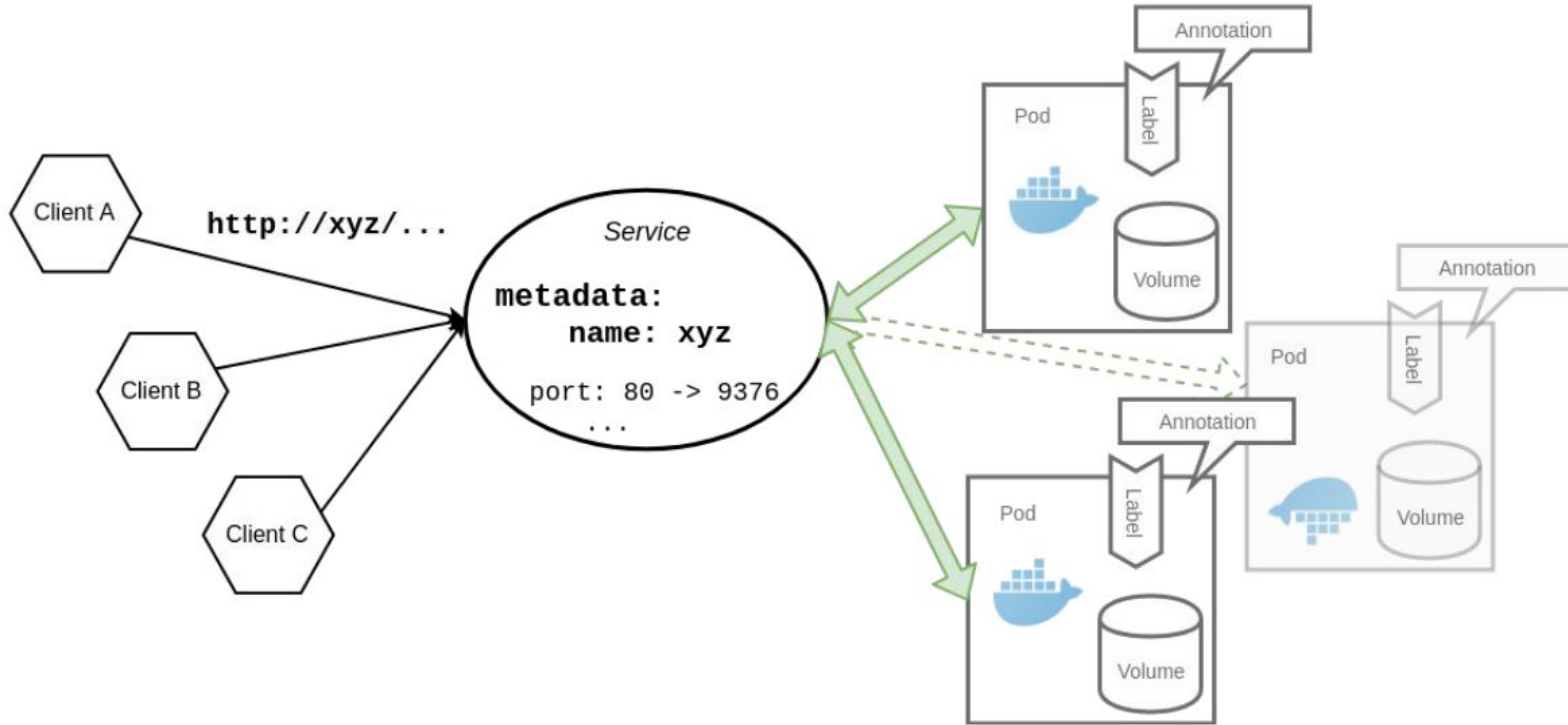 Client A
http://xyz/...
Client B
Client C
Service
metadata:
name: xyz
port: 80 -> 9376
...
Annotation
Pod
Label
Volume
Annotation
Pod
Label
Volume
Annotation
Pod
Label
Volume